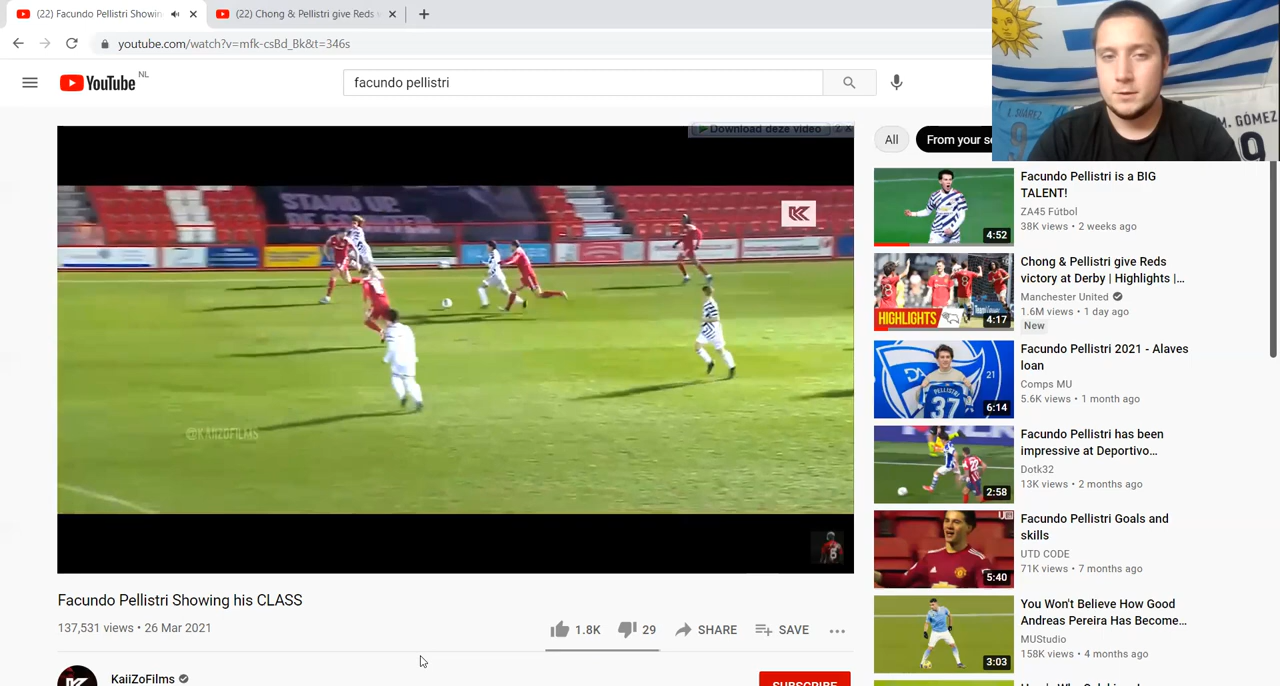 (22) Facundo Pellistri Showin
(22) Chong & Pellistri give Reds
youtube.com/watch?v=mfk-csBd_Bk&t=346s
YouTube NL
facundo pellistri
L. SUÁREZ
9
M. GÓMEZ
Download deze video
All
From your se
STAND UP.
@KAIIZOFILMS
Facundo Pellistri is a BIG
TALENT!
ZA45 Fútbol
38K views • 2 weeks ago
4:52
Chong & Pellistri give Reds
victory at Derby | Highlights |...
Manchester United
1.6M views • 1 day ago
New
HIGHLIGHTS
4:17
Facundo Pellistri 2021 - Alaves
loan
Comps MU
5.6K views • 1 month ago
PELLISTRI
37
21
6:14
Facundo Pellistri has been
impressive at Deportivo...
Dotk32
13K views • 2 months ago
22
2:58
Facundo Pellistri Goals and
skills
UTD CODE
71K views • 7 months ago
5:40
You Won't Believe How Good
Andreas Pereira Has Become...
MUStudio
158K views • 4 months ago
3:03
Facundo Pellistri Showing his CLASS
137,531 views • 26 Mar 2021
1.8K
29
SHARE
SAVE
KaiiZoFilms
SUBSCRIBE